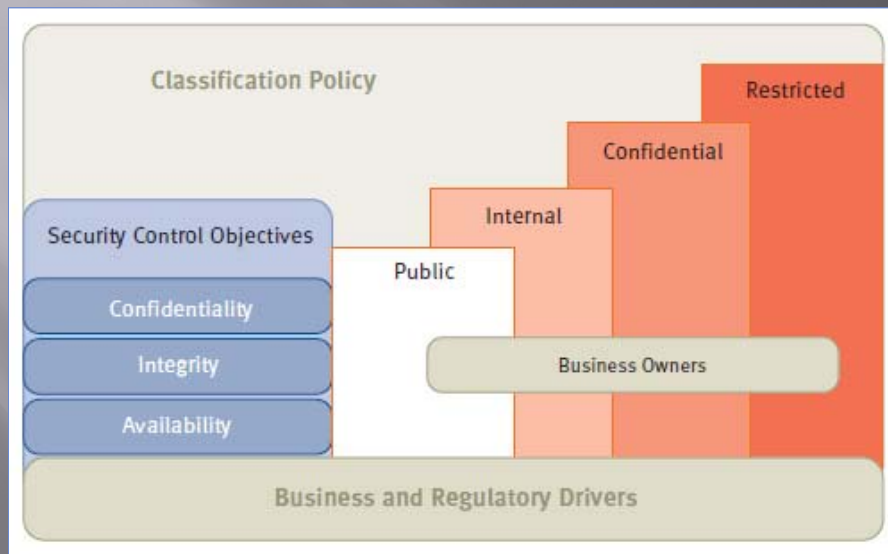 Classification Policy
Restricted
Confidential
Internal
Security Control Objectives
Public
Confidentiality
Integrity
Business Owners
Availability
Business and Regulatory Drivers